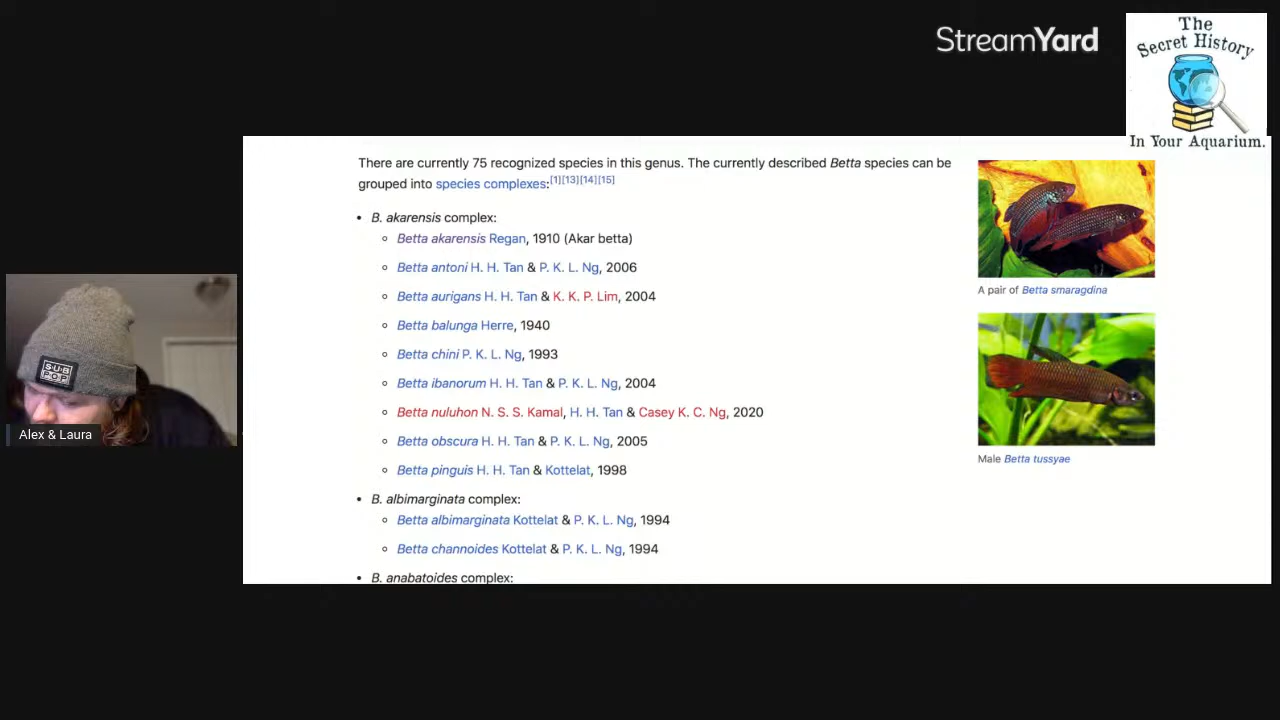 StreamYard
The
Secret History
In Your Aquarium.
There are currently 75 recognized species in this genus. The currently described Betta species can be
grouped into species complexes:[1][13][14][15]
• B. akarensis complex:
◦ Betta akarensis Regan, 1910 (Akar betta)
◦ Betta antoni H. H. Tan & P. K. L. Ng, 2006
◦ Betta aurigans H. H. Tan & K. K. P. Lim, 2004
◦ Betta balunga Herre, 1940
◦ Betta chini P. K. L. Ng, 1993
◦ Betta ibanorum H. H. Tan & P. K. L. Ng, 2004
◦ Betta nuluhon N. S. S. Kamal, H. H. Tan & Casey K. C. Ng, 2020
◦ Betta obscura H. H. Tan & P. K. L. Ng, 2005
◦ Betta pinguis H. H. Tan & Kottelat, 1998
• B. albimarginata complex:
◦ Betta albimarginata Kottelat & P. K. L. Ng, 1994
◦ Betta channoides Kottelat & P. K. L. Ng, 1994
• B. anabatoides complex:
A pair of Betta smaragdina
Male Betta tussyae
SUB
POP
Alex & Laura